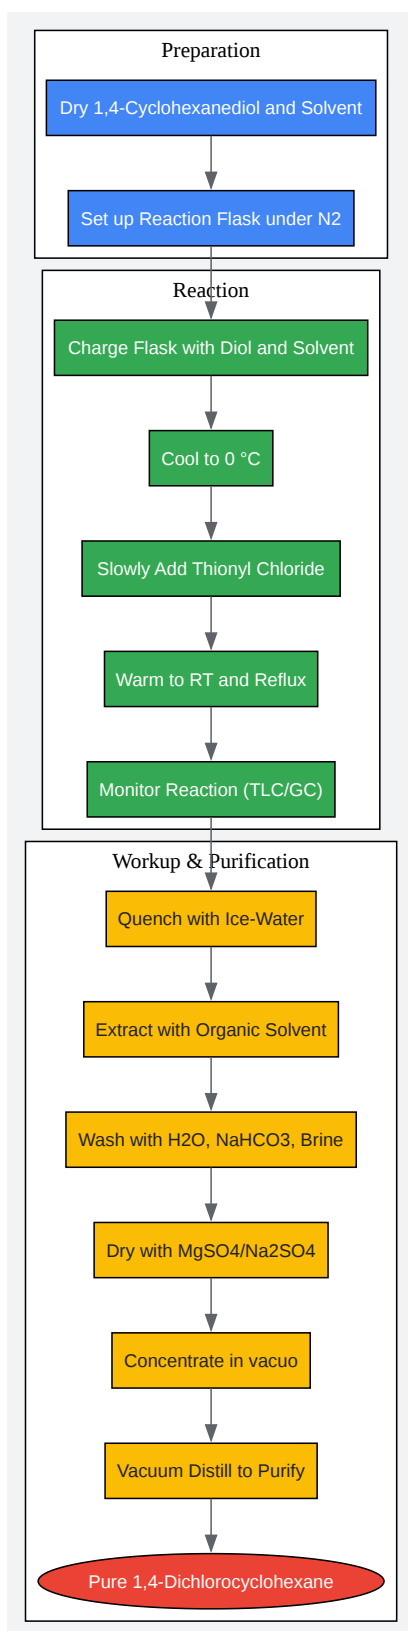 Preparation
Dry 1,4-Cyclohexanediol and Solvent
Set up Reaction Flask under N2
Reaction
Charge Flask with Diol and Solvent
Cool to 0 °C
Slowly Add Thionyl Chloride
Warm to RT and Reflux
Monitor Reaction (TLC/GC)
Workup & Purification
Quench with Ice-Water
Extract with Organic Solvent
Wash with H2O, NaHCO3, Brine
Dry with MgSO4/Na2SO4
Concentrate in vacuo
Vacuum Distill to Purify
Pure 1,4-Dichlorocyclohexane